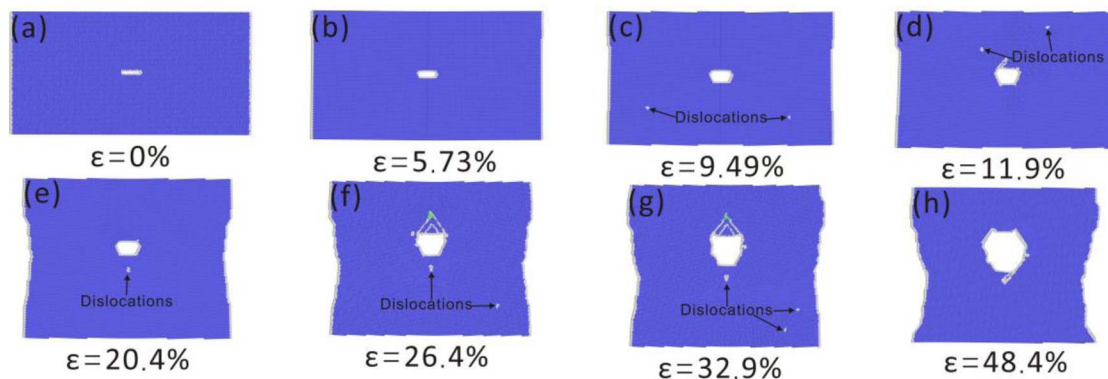 (a)
(b)
(c)
(d)
Dislocations
Dislocations
ε=0%
ε=5.73%
ε=9.49%
ε=11.9%
(e)
(f)
(g)
(h)
Dislocations
Dislocations
Dislocations
ε=20.4%
ε=26.4%
ε=32.9%
ε=48.4%